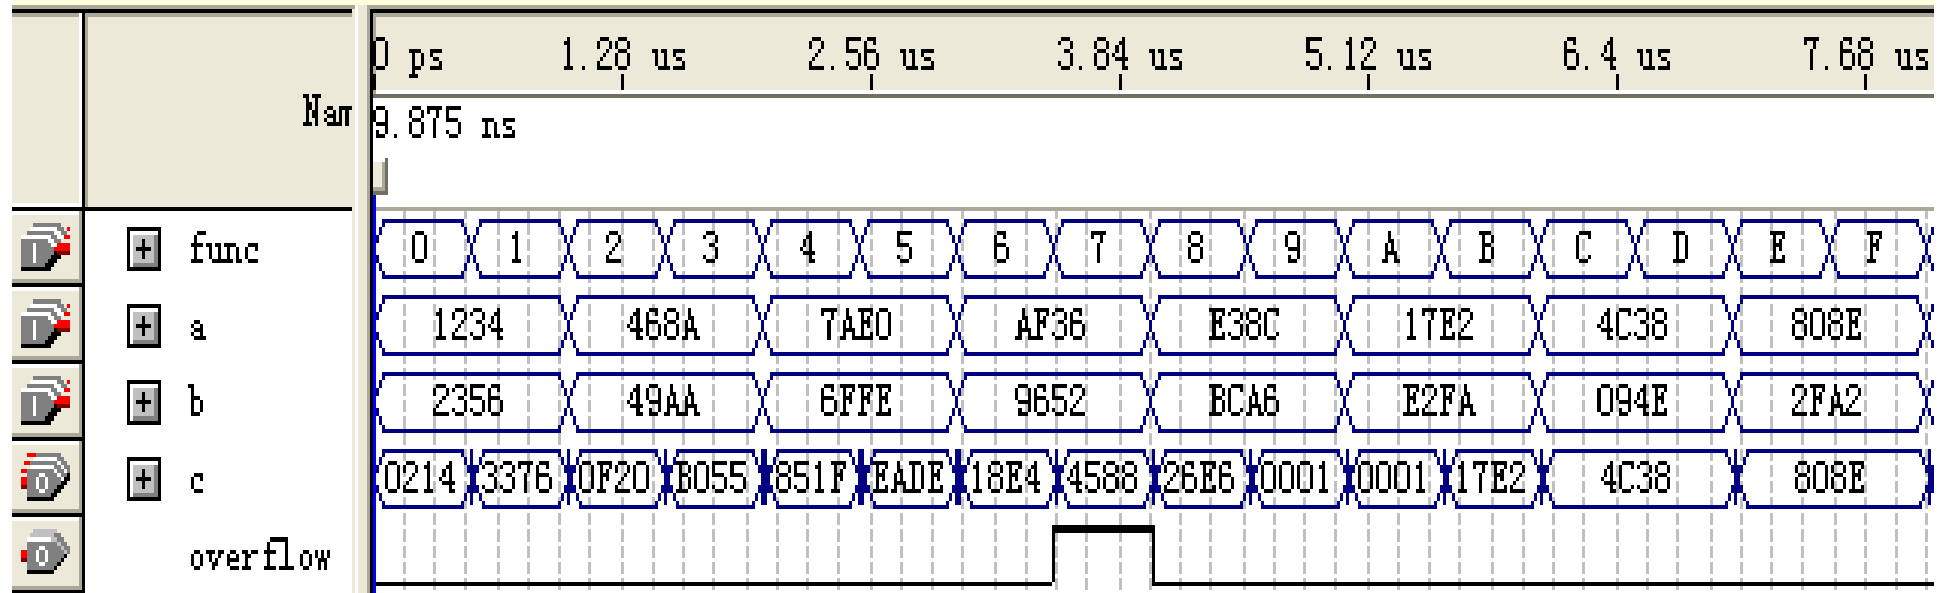 0 ps 1.28 us 2.56 us 3.84 us 5.12 us 6.4 us 7.68 us
Nam 9.875 ns
func 0 1 2 3 4 5 6 7 8 9 A B C D E F
a 1234 468A 7AE0 AF36 E38C 17E2 4C38 808E
b 2356 49AA 6FFE 9652 BCA6 E2FA 094E 2FA2
c 0214 3376 0F20 B055 851F EADE 18E4 4588 26E6 0001 0001 17E2 4C38 808E
overflow